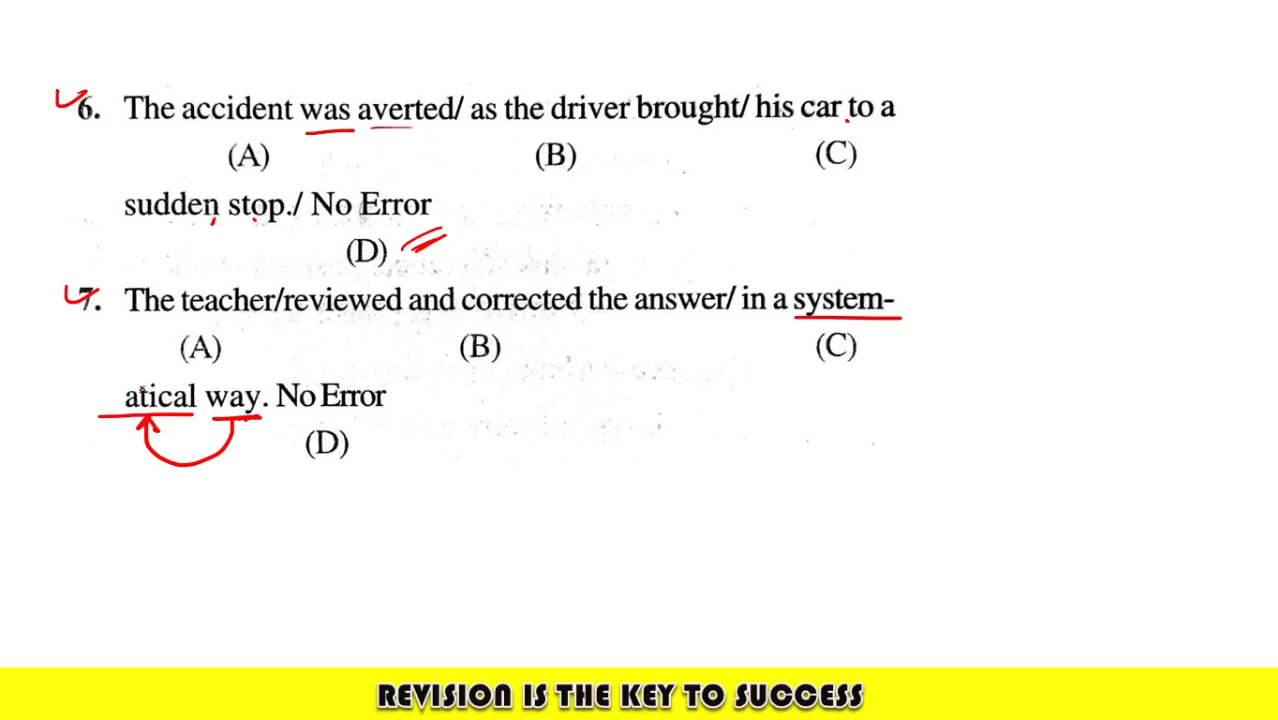 6. The accident was averted/ as the driver brought/ his car to a
(A) (B) (C)
sudden stop./ No Error
(D)
7. The teacher/reviewed and corrected the answer/ in a system-
(A) (B) (C)
atical way. No Error
(D)
REVISION IS THE KEY TO SUCCESS